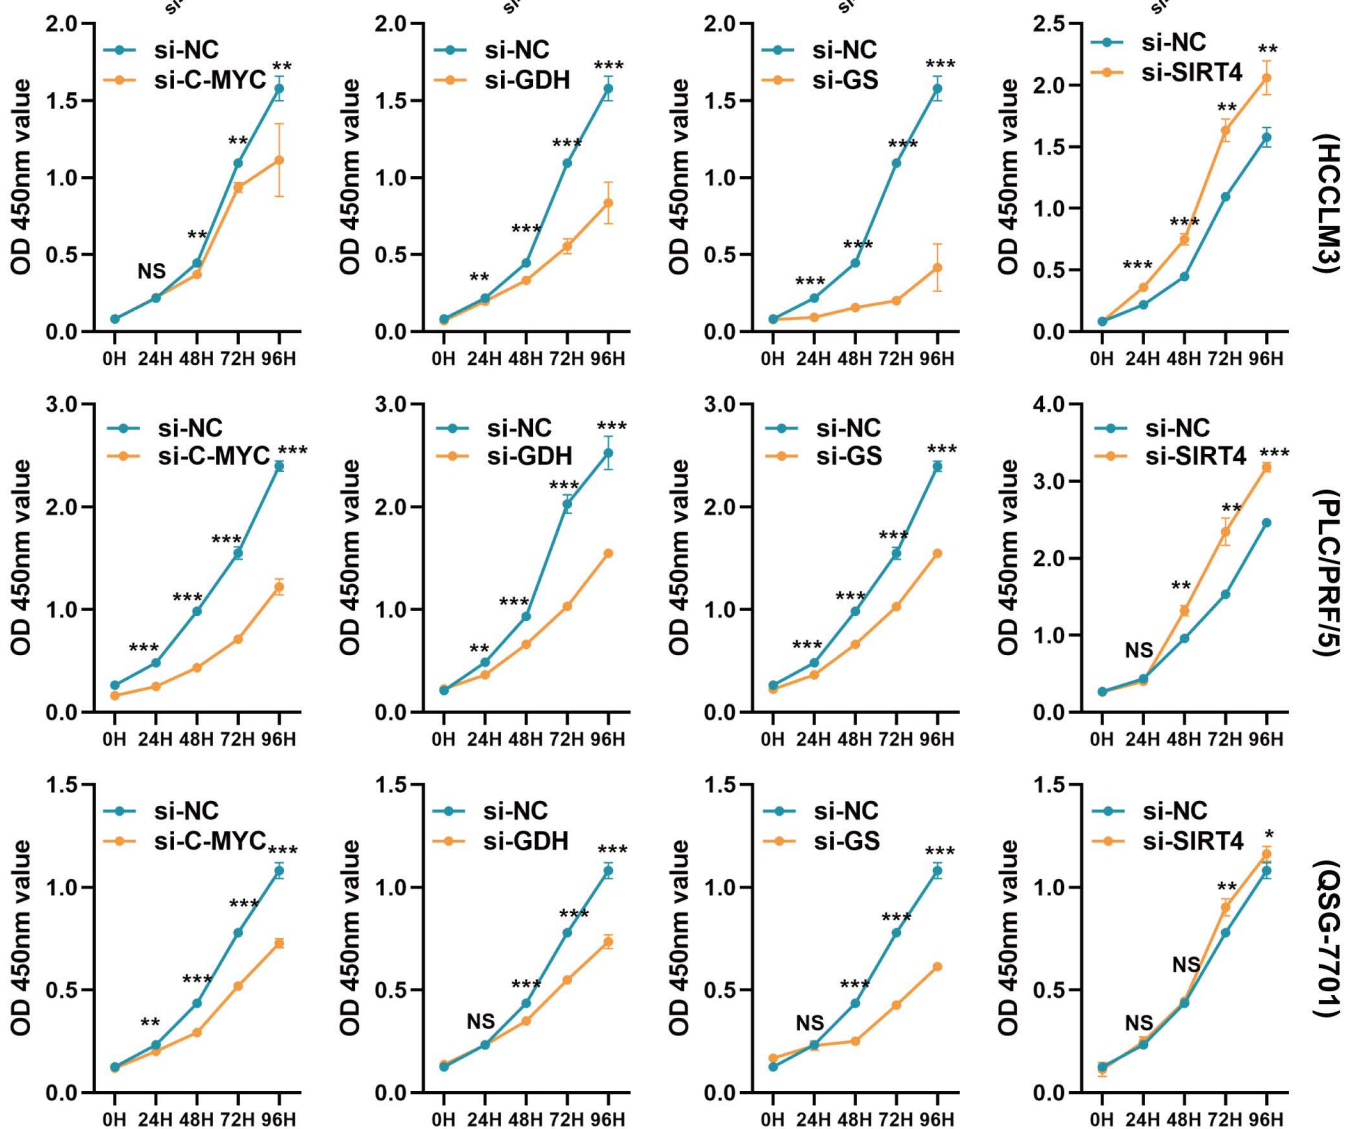 si-
si-
si-
si-
2.0
1.5
1.0
0.5
0.0
OD 450nm value
si-NC
si-C-MYC
NS
**
**
**
0H 24H 48H 72H 96H
2.0
1.5
1.0
0.5
0.0
OD 450nm value
si-NC
si-GDH
**
***
***
***
0H 24H 48H 72H 96H
2.0
1.5
1.0
0.5
0.0
OD 450nm value
si-NC
si-GS
***
***
***
***
0H 24H 48H 72H 96H
2.5
2.0
1.5
1.0
0.5
0.0
OD 450nm value
si-NC
si-SIRT4
***
***
**
**
0H 24H 48H 72H 96H
(HCCLM3)
3.0
2.0
1.0
0.0
OD 450nm value
si-NC
si-C-MYC
***
***
***
***
0H 24H 48H 72H 96H
3.0
2.0
1.0
0.0
OD 450nm value
si-NC
si-GDH
**
***
***
***
0H 24H 48H 72H 96H
3.0
2.0
1.0
0.0
OD 450nm value
si-NC
si-GS
***
***
***
***
0H 24H 48H 72H 96H
4.0
3.0
2.0
1.0
0.0
OD 450nm value
si-NC
si-SIRT4
NS
**
**
***
0H 24H 48H 72H 96H
(PLC/PRF/5)
1.5
1.0
0.5
0.0
OD 450nm value
si-NC
si-C-MYC
**
***
***
***
0H 24H 48H 72H 96H
1.5
1.0
0.5
0.0
OD 450nm value
si-NC
si-GDH
NS
***
***
***
0H 24H 48H 72H 96H
1.5
1.0
0.5
0.0
OD 450nm value
si-NC
si-GS
NS
***
***
***
0H 24H 48H 72H 96H
1.5
1.0
0.5
0.0
OD 450nm value
si-NC
si-SIRT4
NS
NS
**
*
0H 24H 48H 72H 96H
(QSG-7701)